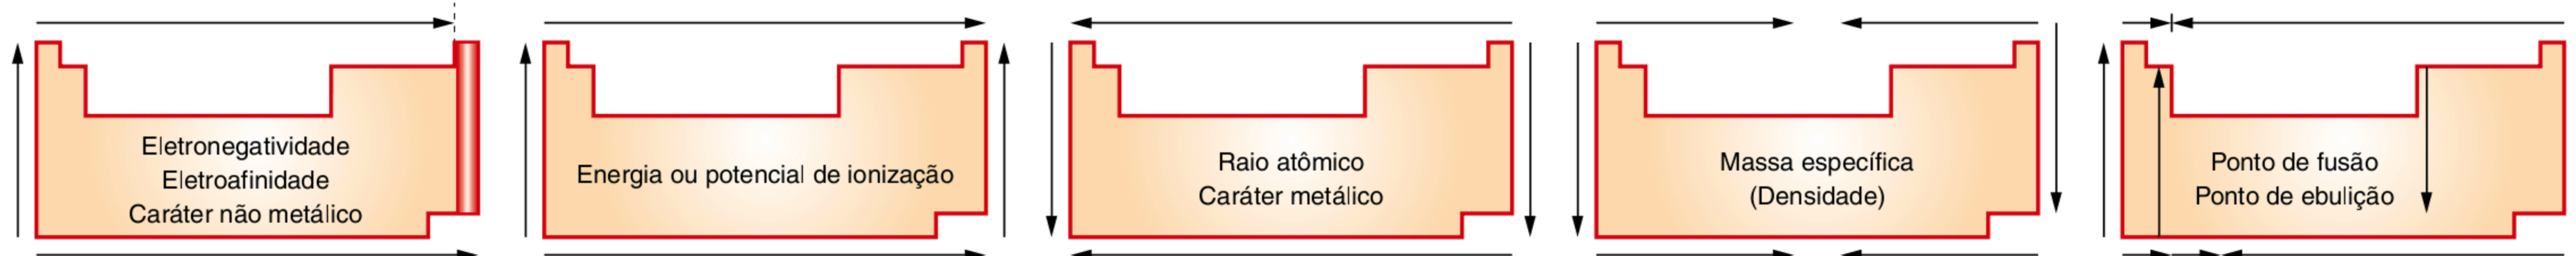 Eletronegatividade
Eletroafinidade
Caráter não metálico
Energia ou potencial de ionização
Raio atômico
Caráter metálico
Massa específica
(Densidade)
Ponto de fusão
Ponto de ebulição